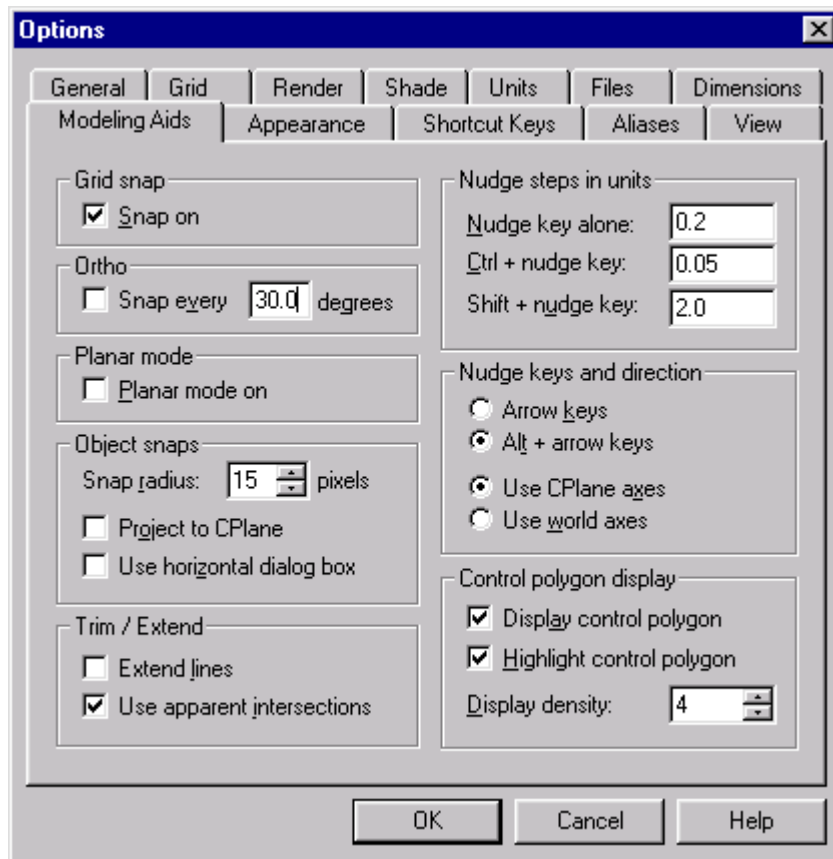 Options
General Grid Render Shade Units Files Dimensions
Modeling Aids Appearance Shortcut Keys Aliases View
Grid snap
Snap on
Ortho
Snap every 30.0 degrees
Planar mode
Planar mode on
Object snaps
Snap radius: 15 pixels
Project to CPlane
Use horizontal dialog box
Trim / Extend
Extend lines
Use apparent intersections
Nudge steps in units
Nudge key alone: 0.2
Ctrl + nudge key: 0.05
Shift + nudge key: 2.0
Nudge keys and direction
Arrow keys
Alt + arrow keys
Use CPlane axes
Use world axes
Control polygon display
Display control polygon
Highlight control polygon
Display density: 4
OK Cancel Help